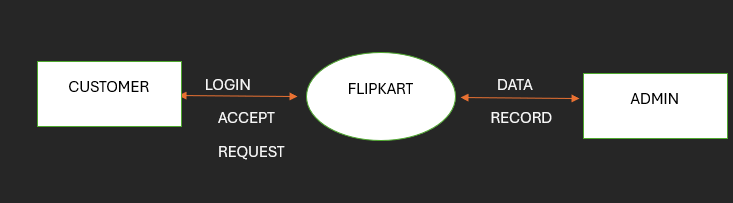 CUSTOMER
LOGIN
ACCEPT
REQUEST
FLIPKART
DATA
RECORD
ADMIN